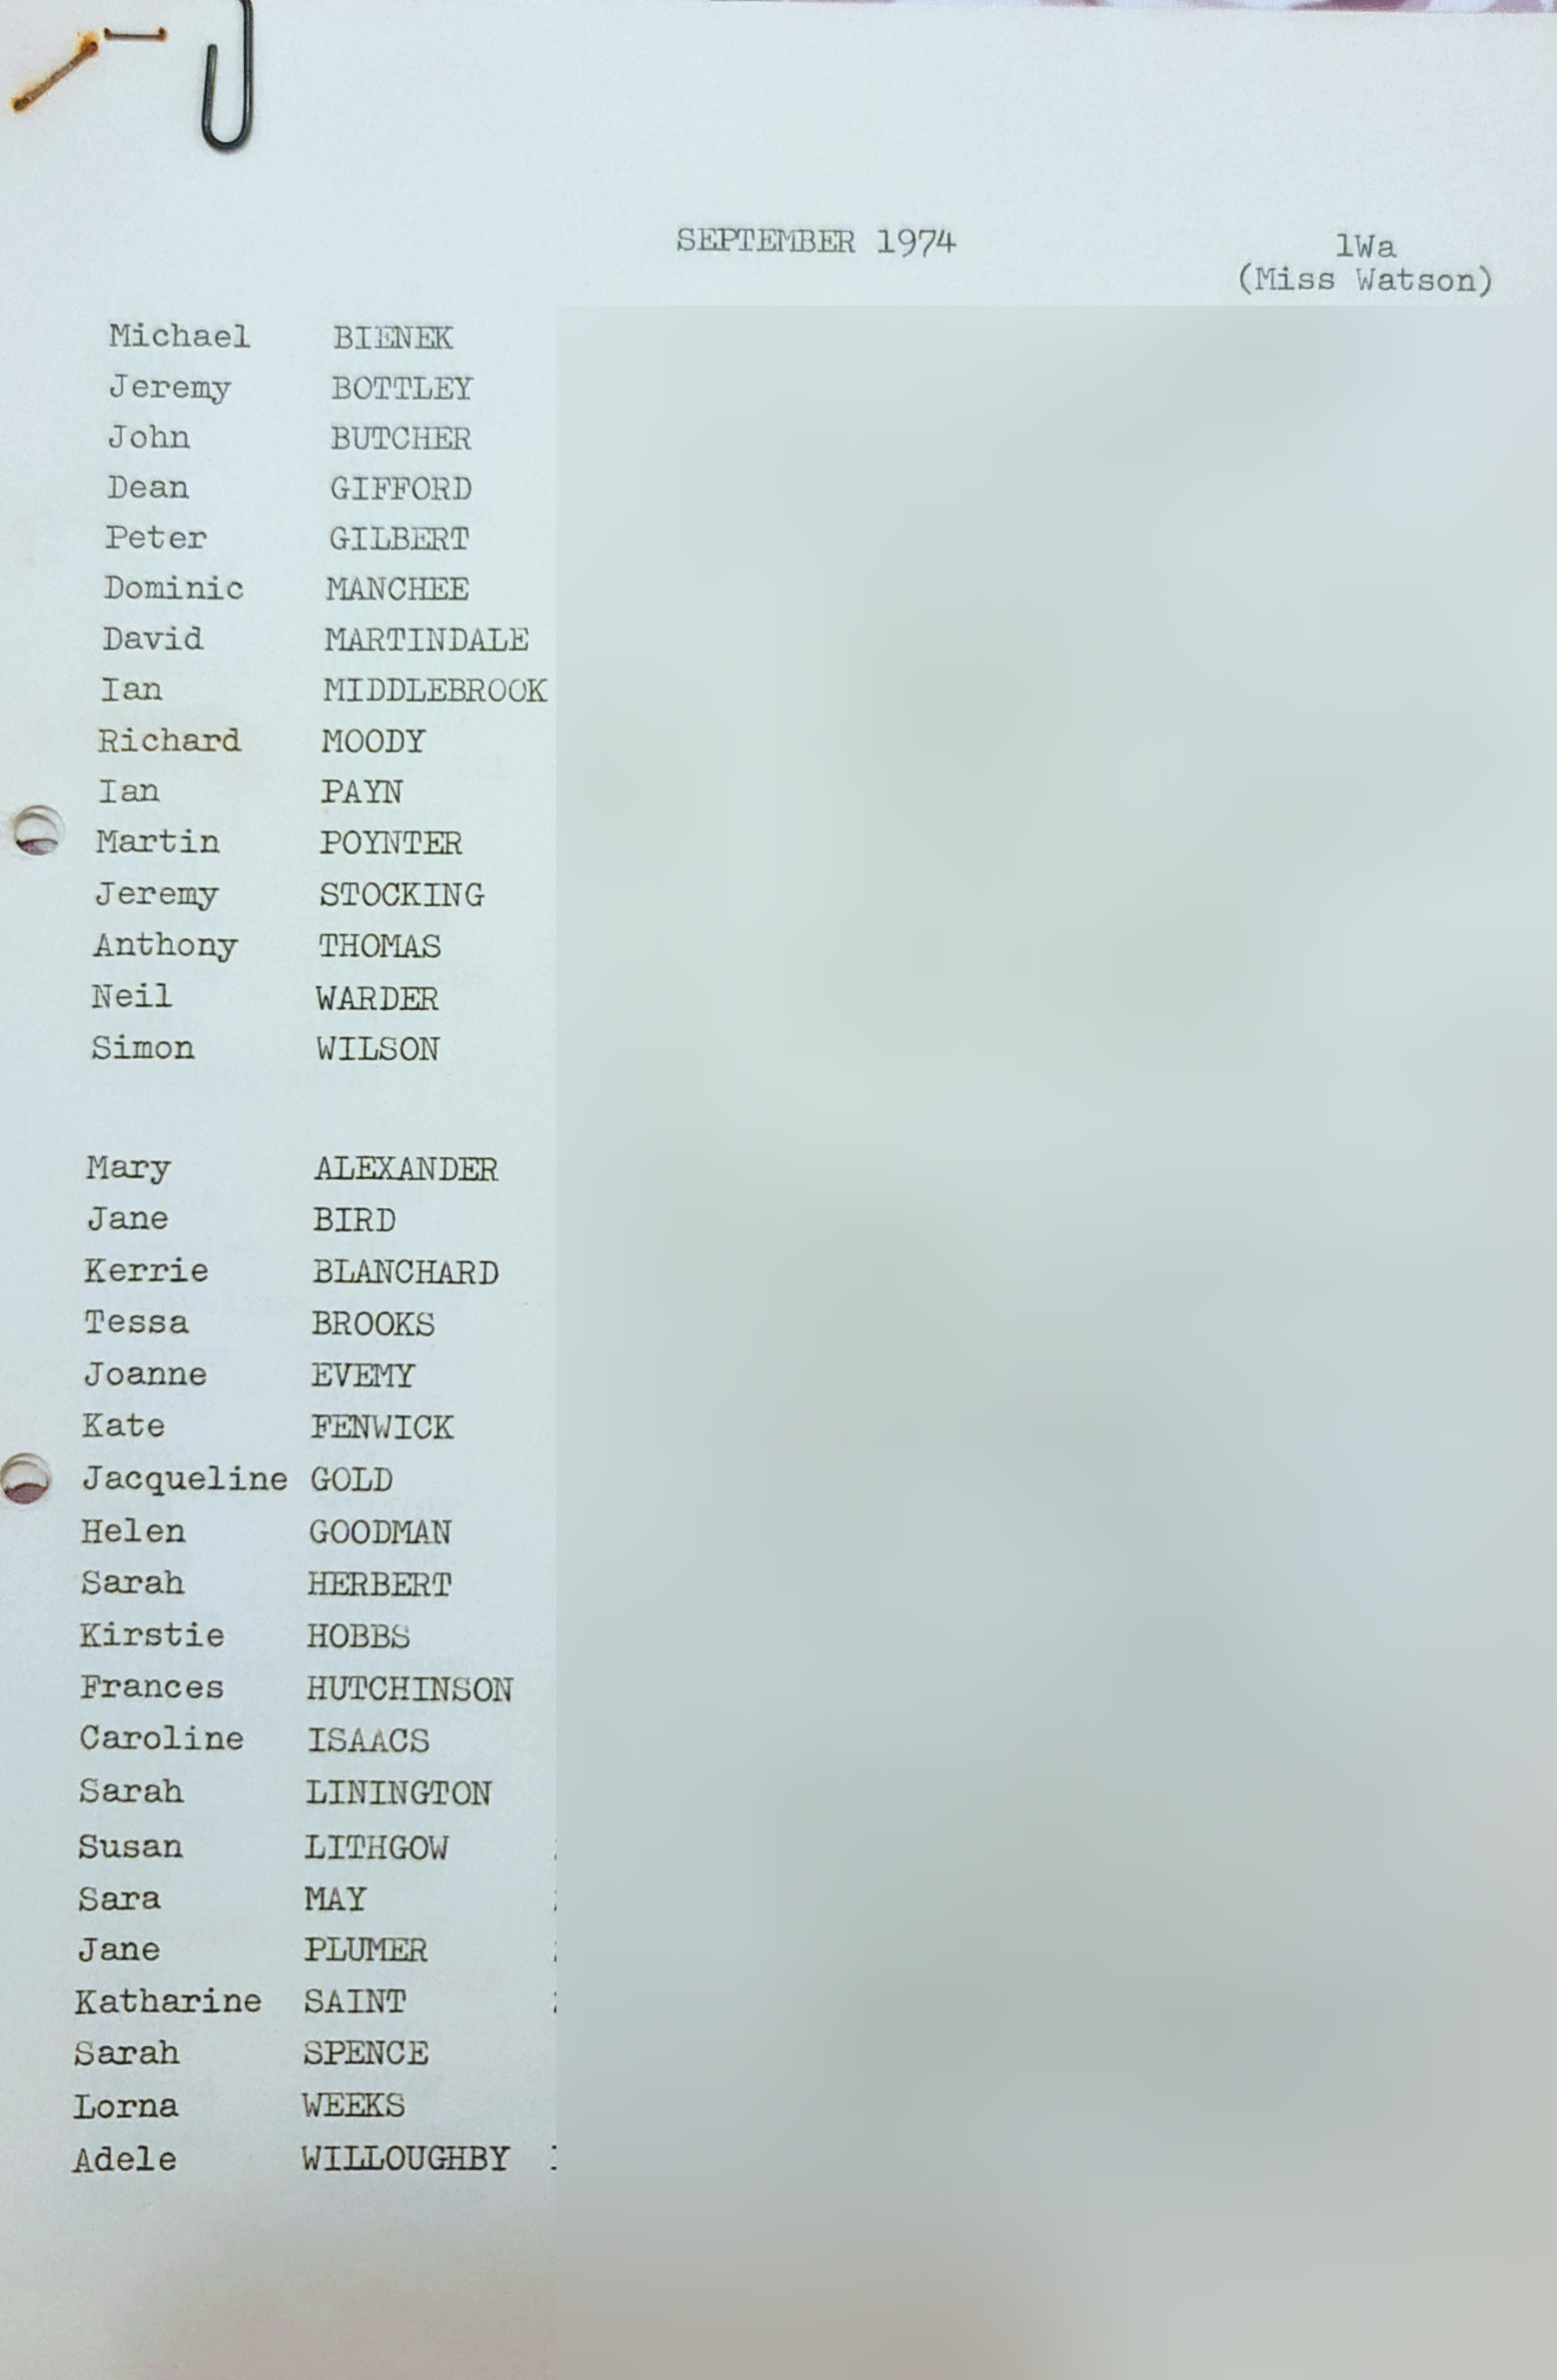 SEPTEMBER 1974 1Wa
(Miss Watson)
Michael BIENEK
Jeremy BOTTLEY
John BUTCHER
Dean GIFFORD
Peter GILBERT
Dominic MANCHEE
David MARTINDALE
Ian MIDDLEBROOK
Richard MOODY
Ian PAYN
Martin POYNTER
Jeremy STOCKING
Anthony THOMAS
Neil WARDER
Simon WILSON
Mary ALEXANDER
Jane BIRD
Kerrie BLANCHARD
Tessa BROOKS
Joanne EVEMY
Kate FENWICK
Jacqueline GOLD
Helen GOODMAN
Sarah HERBERT
Kirstie HOBBS
Frances HUTCHINSON
Caroline ISAACS
Sarah LININGTON
Susan LITHGOW
Sara MAY
Jane PLUMER
Katharine SAINT
Sarah SPENCE
Lorna WEEKS
Adele WILLOUGHBY